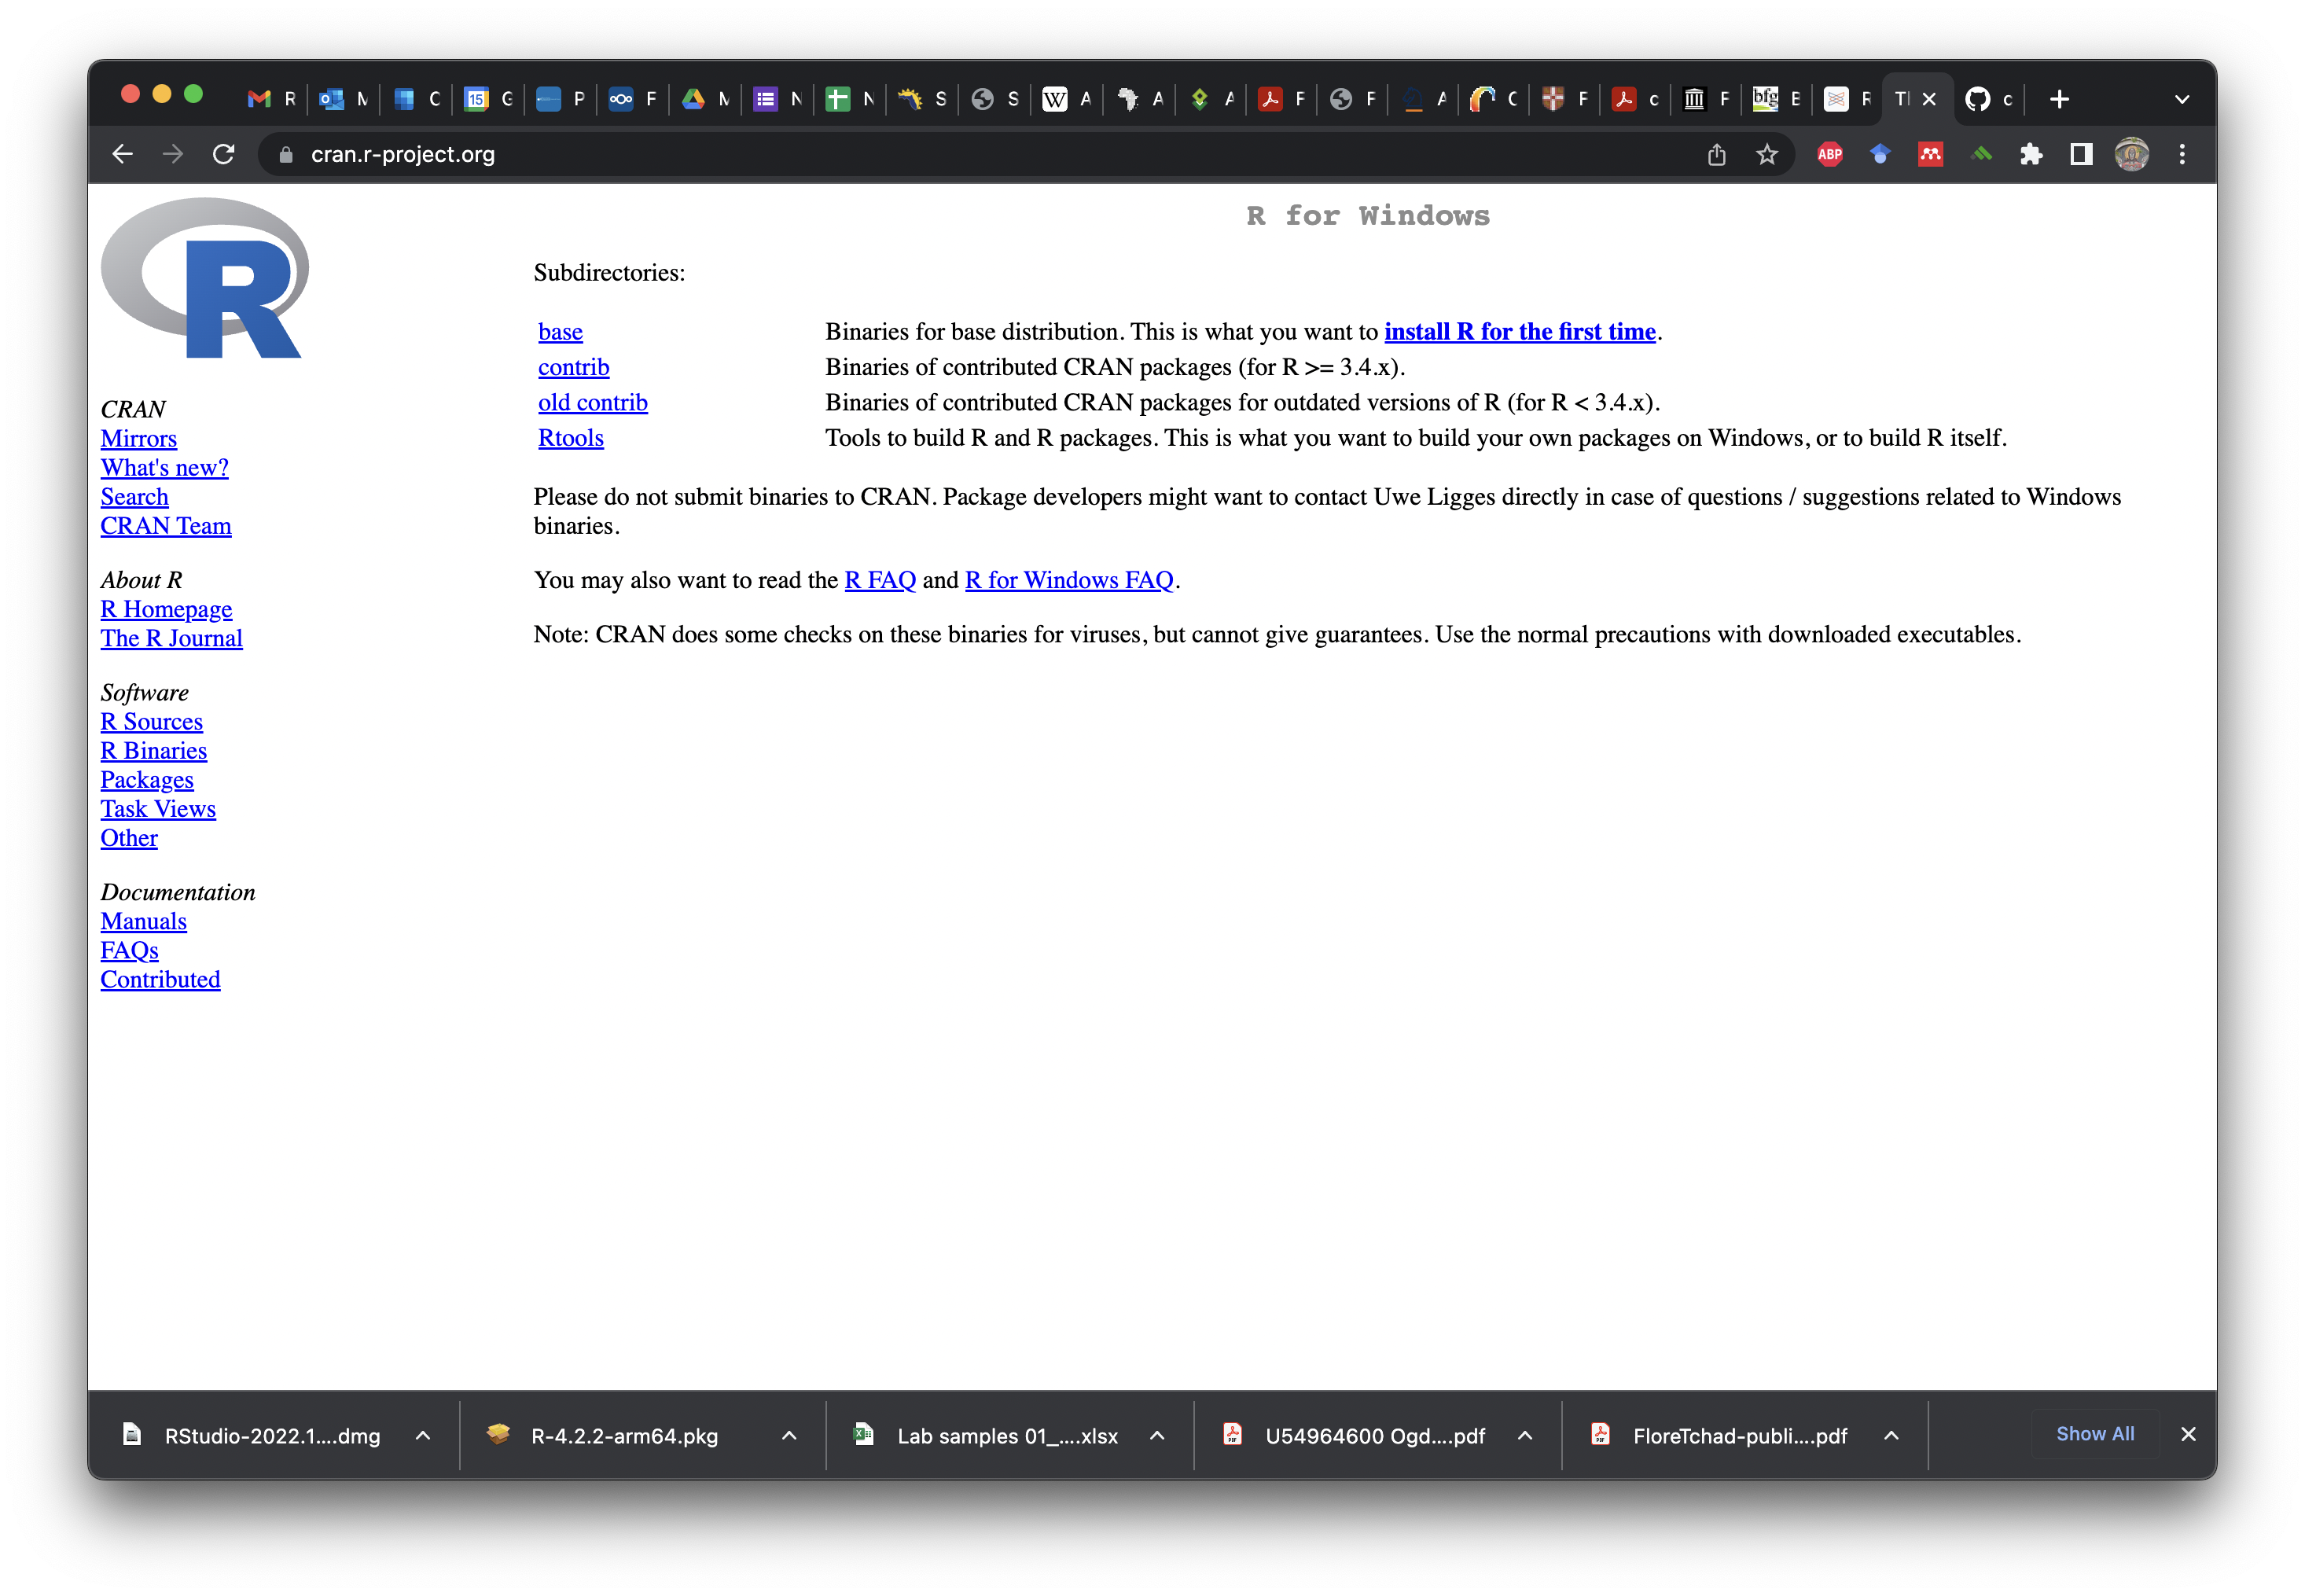 R M C G P F M N N S S W A A A F F A C F c F bfg E R Tl c
15
cran.r-project.org
ABP
R
R for Windows
Subdirectories:
base Binaries for base distribution. This is what you want to install R for the first time.
contrib Binaries of contributed CRAN packages (for R >= 3.4.x).
old contrib Binaries of contributed CRAN packages for outdated versions of R (for R < 3.4.x).
Rtools Tools to build R and R packages. This is what you want to build your own packages on Windows, or to build R itself.
Please do not submit binaries to CRAN. Package developers might want to contact Uwe Ligges directly in case of questions / suggestions related to Windows
binaries.
You may also want to read the R FAQ and R for Windows FAQ.
Note: CRAN does some checks on these binaries for viruses, but cannot give guarantees. Use the normal precautions with downloaded executables.
CRAN
Mirrors
What's new?
Search
CRAN Team
About R
R Homepage
The R Journal
Software
R Sources
R Binaries
Packages
Task Views
Other
Documentation
Manuals
FAQs
Contributed
RStudio-2022.1....dmg R-4.2.2-arm64.pkg Lab samples 01_....xlsx U54964600 Ogd....pdf FloreTchad-publi....pdf Show All